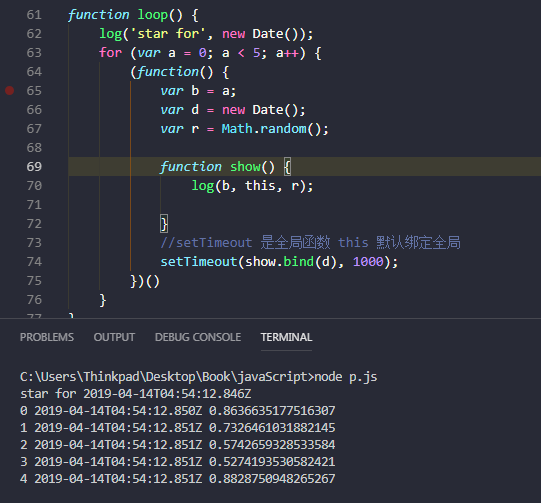 61 function loop() {
62 log('star for', new Date());
63 for (var a = 0; a < 5; a++) {
64 (function() {
65 var b = a;
66 var d = new Date();
67 var r = Math.random();
68
69 function show() {
70 log(b, this, r);
71
72 }
73 //setTimeout 是全局函数 this 默认绑定全局
74 setTimeout(show.bind(d), 1000);
75 })()
76 }
77 }
PROBLEMS OUTPUT DEBUG CONSOLE TERMINAL
C:\Users\Thinkpad\Desktop\Book\javaScript>node p.js
star for 2019-04-14T04:54:12.846Z
0 2019-04-14T04:54:12.850Z 0.8636635177516307
1 2019-04-14T04:54:12.851Z 0.7326461031882145
2 2019-04-14T04:54:12.851Z 0.5742659328533584
3 2019-04-14T04:54:12.851Z 0.5274193530582421
4 2019-04-14T04:54:12.851Z 0.8828750948265267